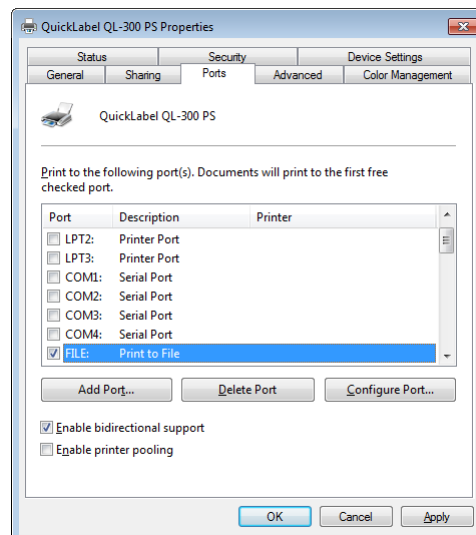 QuickLabel QL-300 PS Properties
Status Security Device Settings
General Sharing Ports Advanced Color Management
QuickLabel QL-300 PS
Print to the following port(s). Documents will print to the first free
checked port.
Port Description Printer
LPT2: Printer Port
LPT3: Printer Port
COM1: Serial Port
COM2: Serial Port
COM3: Serial Port
COM4: Serial Port
FILE: Print to File
Add Port... Delete Port Configure Port...
Enable bidirectional support
Enable printer pooling
OK Cancel Apply